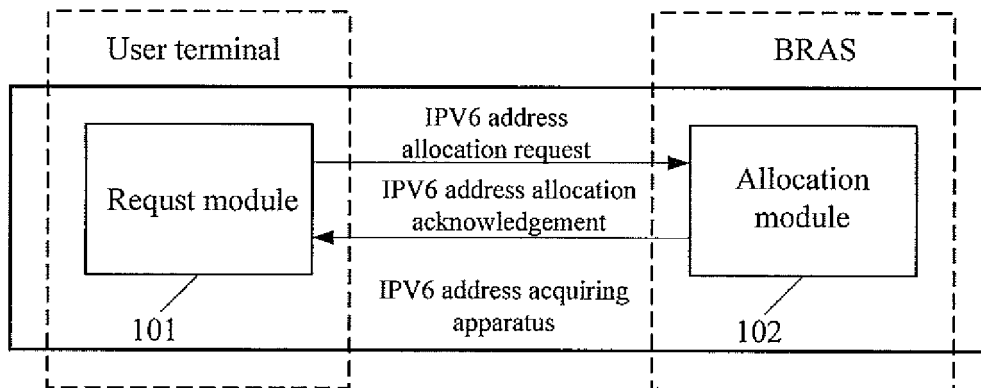 User terminal
BRAS
IPV6 address
allocation request
Requst module
IPV6 address allocation
acknowledgement
Allocation
module
IPV6 address acquiring
apparatus
101
102